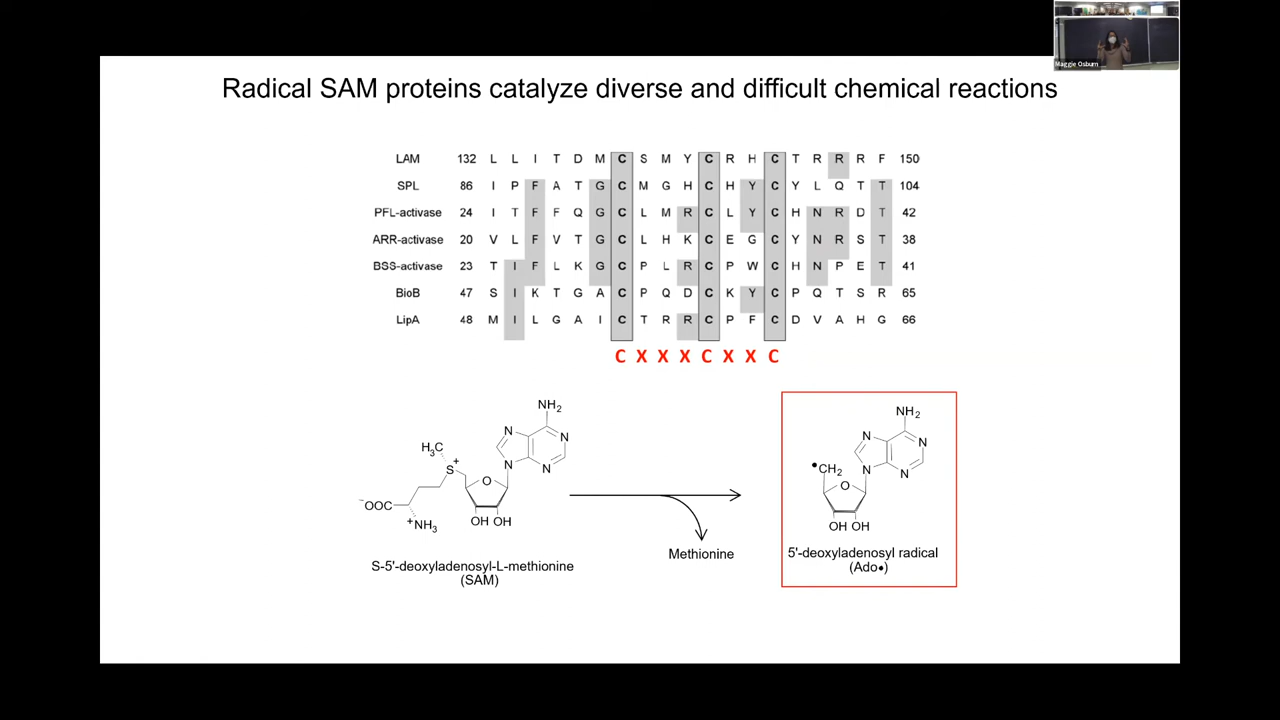 Maggie Osburn
Radical SAM proteins catalyze diverse and difficult chemical reactions
LAM 132 L L I T D M C S M Y C R H C T R R R F 150
SPL 86 I P F A T G C M G H C H Y C Y L Q T T 104
PFL-activase 24 I T F F Q G C L M R C L Y C H N R D T 42
ARR-activase 20 V L F V T G C L H K C E G C Y N R S T 38
BSS-activase 23 T I F L K G C P L R C P W C H N P E T 41
BioB 47 S I K T G A C P Q D C K Y C P Q T S R 65
LipA 48 M I L G A I C T R R C P F C D V A H G 66
C X X X C X X C
NH2
N
N
N
N
H3C
S+
O
-OOC
+NH3
OH OH
S-5'-deoxyladenosyl-L-methionine
(SAM)
Methionine
NH2
N
N
N
N
•CH2
O
OH OH
5'-deoxyladenosyl radical
(Ado•)